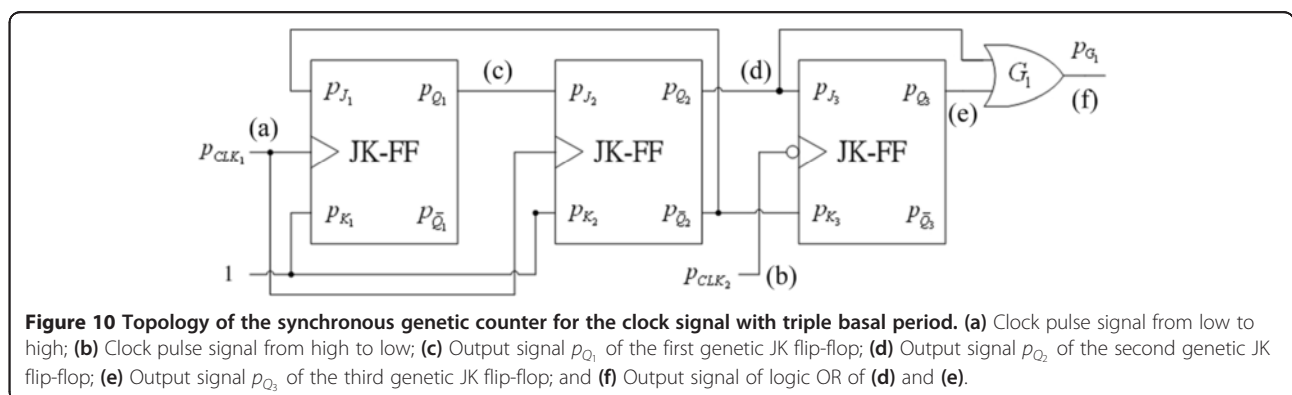 (c) (d) p_{G_1}
p_{J_1} p_{Q_1} p_{J_2} p_{Q_2} p_{J_3} p_{Q_3} G_1
(a) (e) (f)
p_{CLK_1} JK-FF JK-FF JK-FF
p_{K_1} p_{\bar{Q}_1} p_{K_2} p_{\bar{Q}_2} p_{K_3} p_{\bar{Q}_3}
1 p_{CLK_2} (b)
Figure 10 Topology of the synchronous genetic counter for the clock signal with triple basal period. (a) Clock pulse signal from low to
high; (b) Clock pulse signal from high to low; (c) Output signal p_{Q_1} of the first genetic JK flip-flop; (d) Output signal p_{Q_2} of the second genetic JK
flip-flop; (e) Output signal p_{Q_3} of the third genetic JK flip-flop; and (f) Output signal of logic OR of (d) and (e).